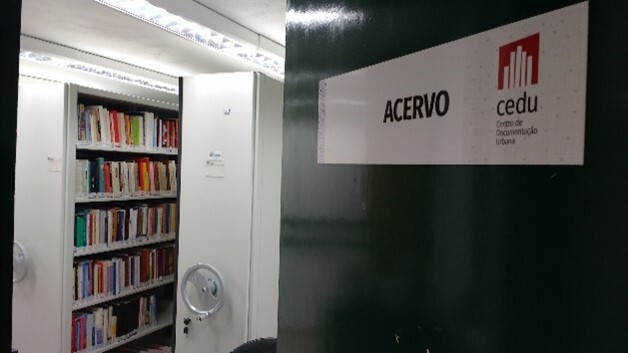 ACERVO
cedu
Centro de
Documentação
Urbana